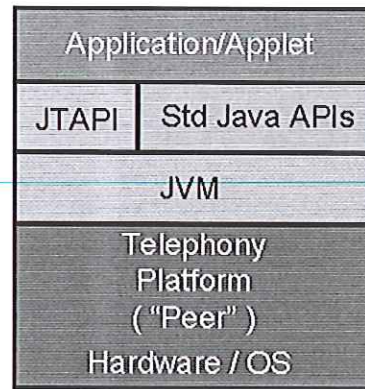 Application/Applet
JTAPI Std Java APIs
JVM
Telephony
Platform
( "Peer" )
Hardware / OS